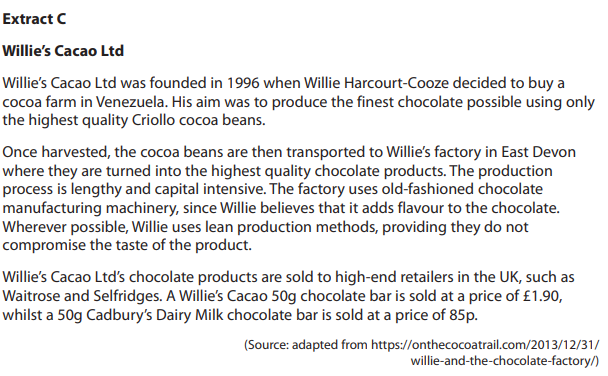 Extract C
Willie’s Cacao Ltd
Willie’s Cacao Ltd was founded in 1996 when Willie Harcourt-Cooze decided to buy a
cocoa farm in Venezuela. His aim was to produce the finest chocolate possible using only
the highest quality Criollo cocoa beans.
Once harvested, the cocoa beans are then transported to Willie’s factory in East Devon
where they are turned into the highest quality chocolate products. The production
process is lengthy and capital intensive. The factory uses old-fashioned chocolate
manufacturing machinery, since Willie believes that it adds flavour to the chocolate.
Wherever possible, Willie uses lean production methods, providing they do not
compromise the taste of the product.
Willie’s Cacao Ltd’s chocolate products are sold to high-end retailers in the UK, such as
Waitrose and Selfridges. A Willie’s Cacao 50g chocolate bar is sold at a price of £1.90,
whilst a 50g Cadbury’s Dairy Milk chocolate bar is sold at a price of 85p.
(Source: adapted from https://onthecocoatrail.com/2013/12/31/
willie-and-the-chocolate-factory/)